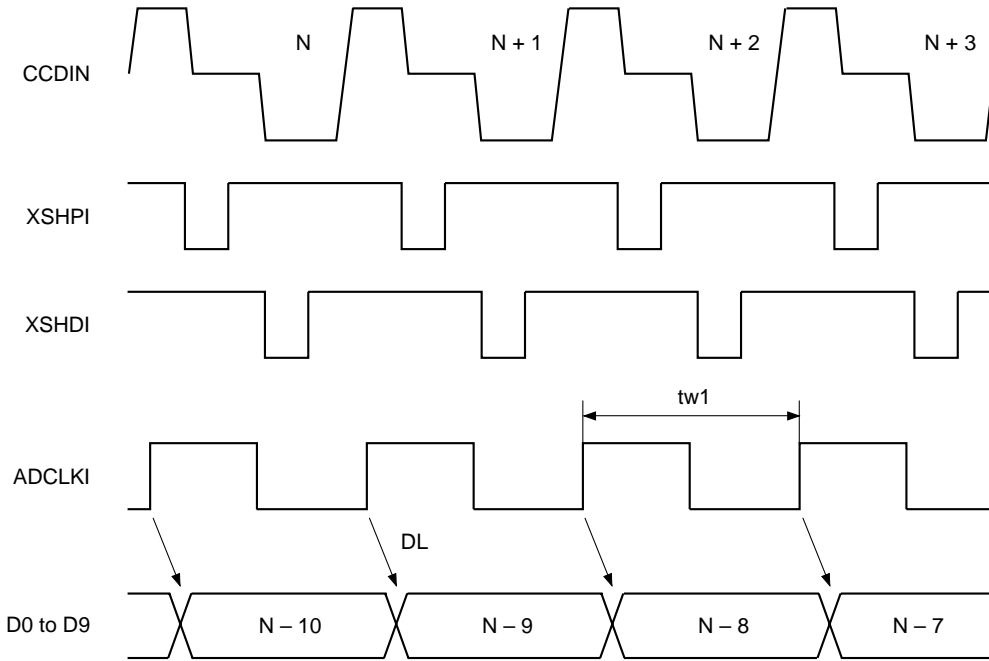 N
N + 1
N + 2
N + 3
CCDIN
XSHPI
XSHDI
tw1
ADCLKI
DL
D0 to D9
N – 10
N – 9
N – 8
N – 7